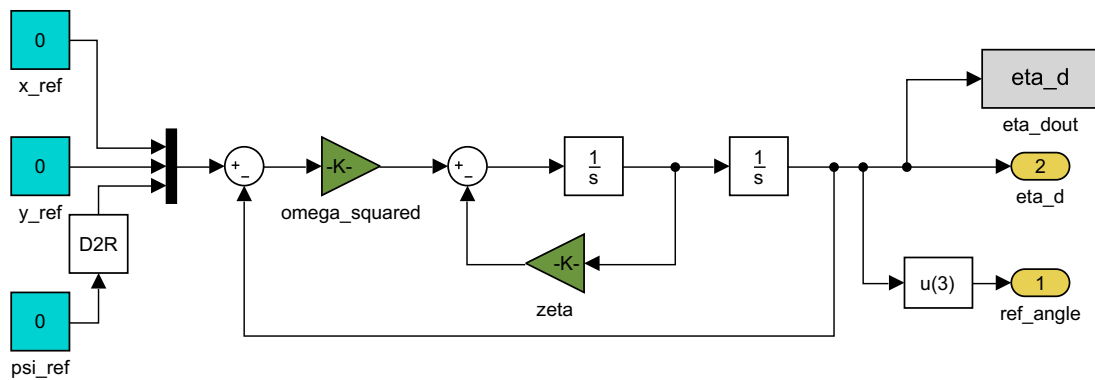 0
x_ref
0
y_ref
D2R
0
psi_ref
+
−
-K-
omega_squared
+
−
1
s
1
s
-K-
zeta
eta_d
eta_dout
2
eta_d
u(3)
1
ref_angle